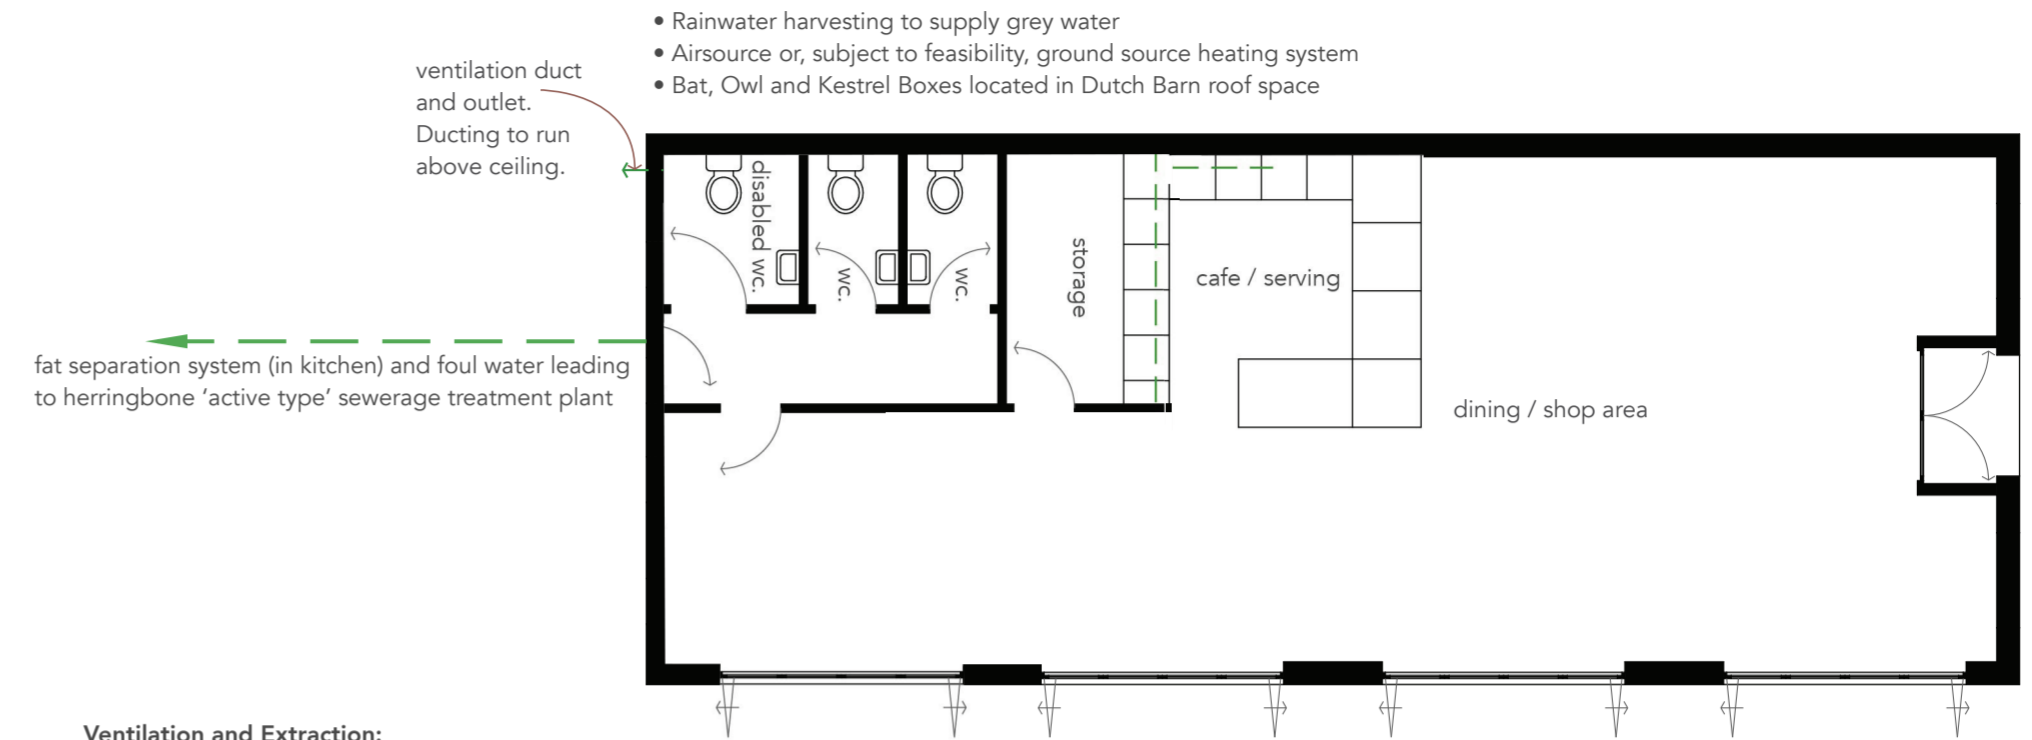 • Rainwater harvesting to supply grey water
• Airsource or, subject to feasibility, ground source heating system
• Bat, Owl and Kestrel Boxes located in Dutch Barn roof space
ventilation duct
and outlet.
Ducting to run
above ceiling.
disabled wc.
wc.
wc.
storage
cafe / serving
dining / shop area
fat separation system (in kitchen) and foul water leading
to herringbone ‘active type’ sewerage treatment plant
Ventilation and Extraction: